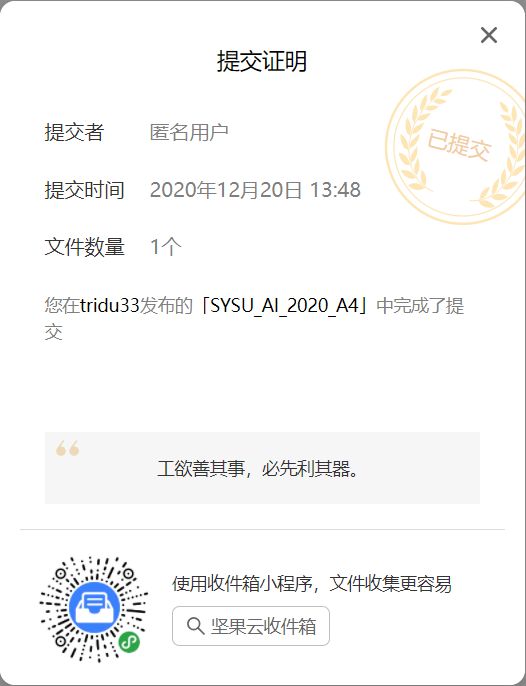 提交证明
已提交
提交者 匿名用户
提交时间 2020年12月20日 13:48
文件数量 1个
您在tridu33发布的「SYSU_AI_2020_A4」中完成了提
交
工欲善其事，必先利其器。
使用收件箱小程序，文件收集更容易
坚果云收件箱